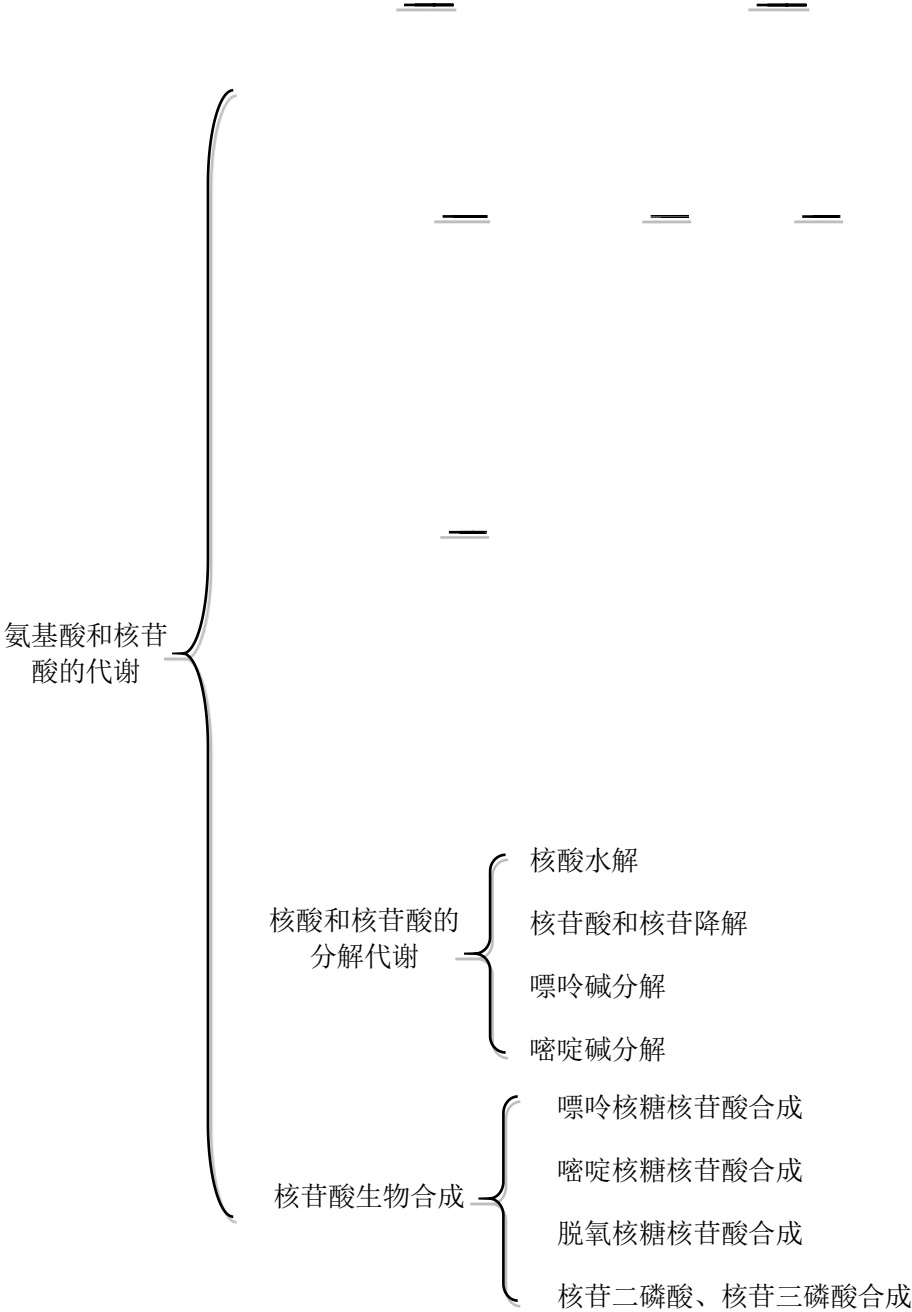 氨基酸和核苷
酸的代谢
核酸和核苷酸的
分解代谢
核酸水解
核苷酸和核苷降解
嘌呤碱分解
嘧啶碱分解
核苷酸生物合成
嘌呤核糖核苷酸合成
嘧啶核糖核苷酸合成
脱氧核糖核苷酸合成
核苷二磷酸、核苷三磷酸合成